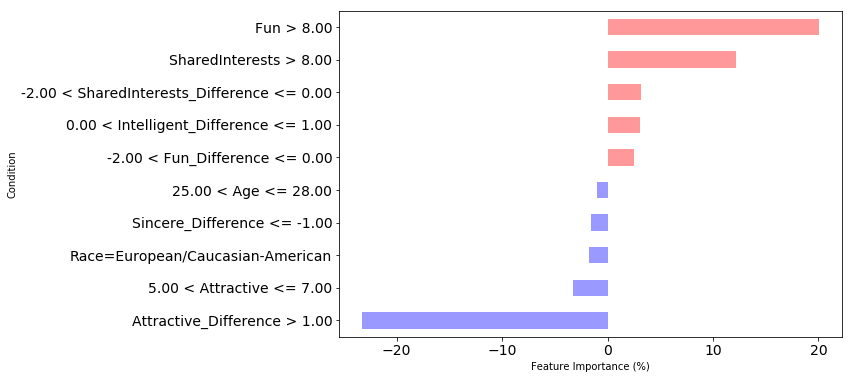 Fun > 8.00
SharedInterests > 8.00
-2.00 < SharedInterests_Difference <= 0.00
0.00 < Intelligent_Difference <= 1.00
-2.00 < Fun_Difference <= 0.00
25.00 < Age <= 28.00
Sincere_Difference <= -1.00
Race=European/Caucasian-American
5.00 < Attractive <= 7.00
Attractive_Difference > 1.00
Condition
−20 −10 0 10 20
Feature Importance (%)